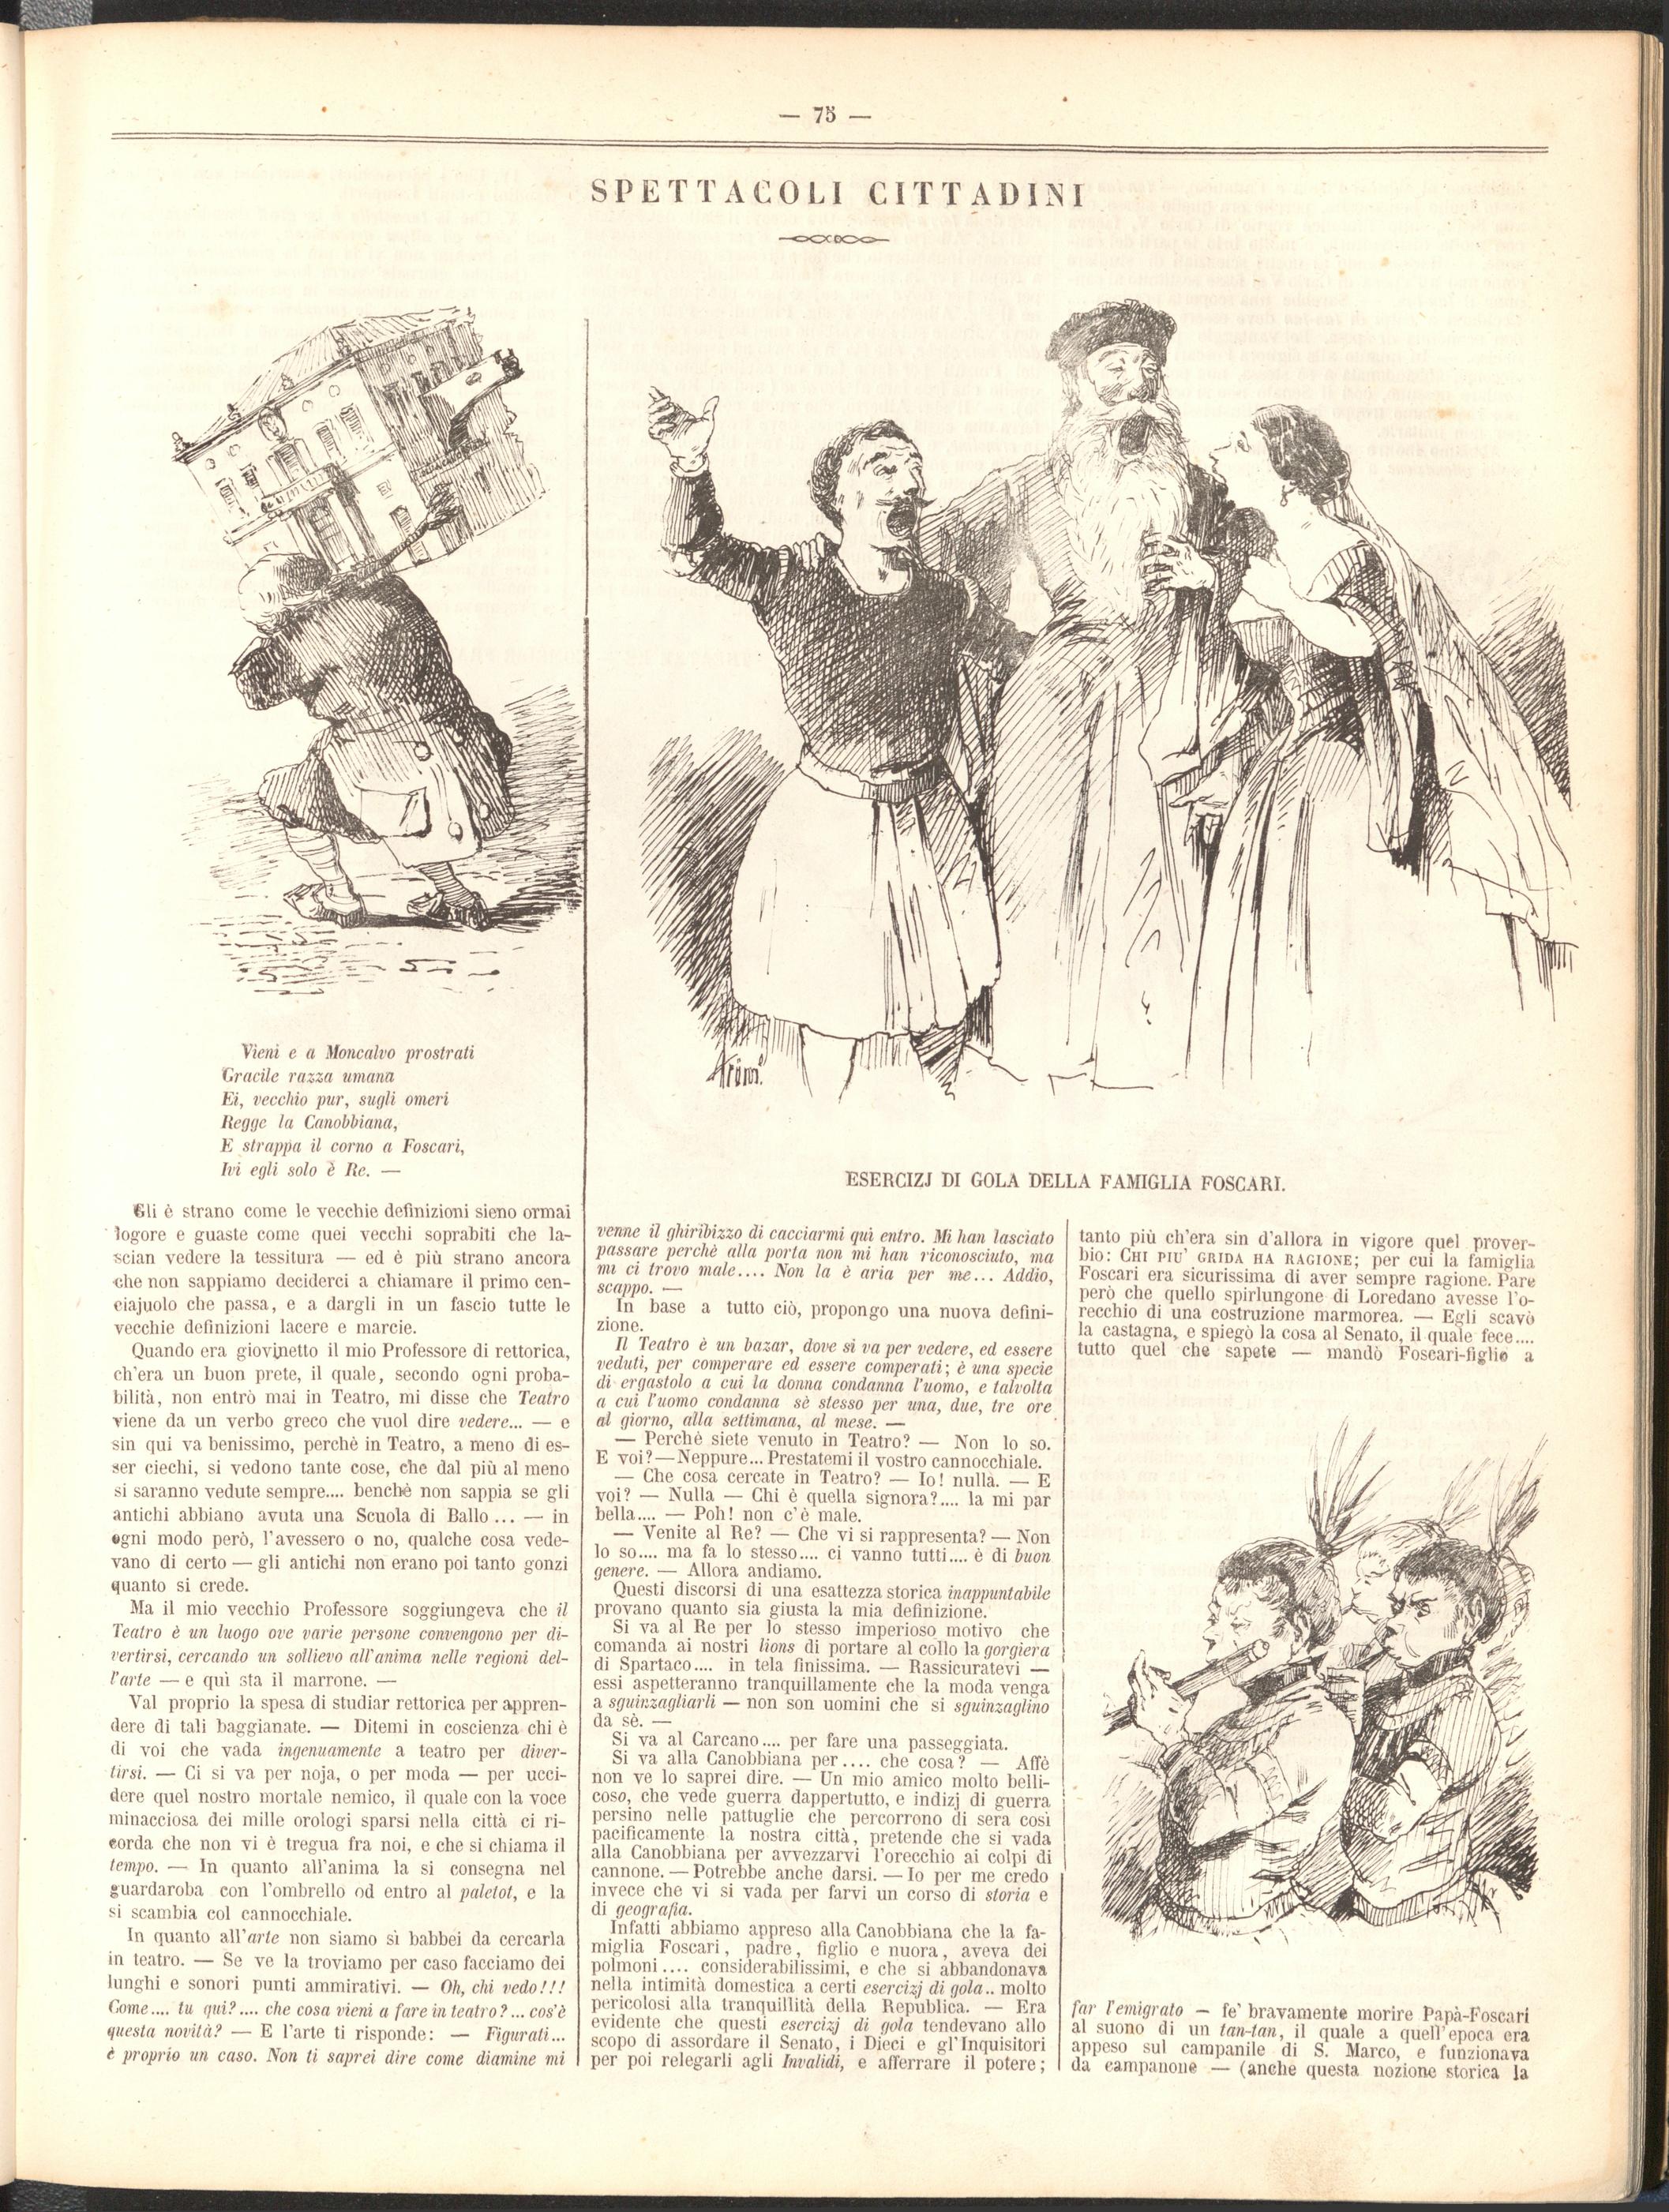 — 75 —
SPETTACOLI CITTADINI
Vieni e a Moncalvo prostrati
Gracile razza umana
Ei, vecchio pur, sugli omeri
Regge la Canobbiana,
E strappa il corno a Foscari,
Ivi egli solo è Re. —
Gli è strano come le vecchie definizioni sieno ormai
logore e guaste come quei vecchi soprabiti che la-
scian vedere la tessitura — ed è più strano ancora
che non sappiamo deciderci a chiamare il primo cen-
ciajuolo che passa, e a dargli in un fascio tutte le
vecchie definizioni lacere e marcie.
Quando era giovinetto il mio Professore di rettorica,
ch'era un buon prete, il quale, secondo ogni proba-
bilità, non entrò mai in Teatro, mi disse che Teatro
viene da un verbo greco che vuol dire vedere... — e
sin qui va benissimo, perchè in Teatro, a meno di es-
ser ciechi, si vedono tante cose, che dal più al meno
si saranno vedute sempre.... benchè non sappia se gli
antichi abbiano avuta una Scuola di Ballo... — in
ogni modo però, l'avessero o no, qualche cosa vede-
vano di certo — gli antichi non erano poi tanto gonzi
quanto si crede.
Ma il mio vecchio Professore soggiungeva che il
Teatro è un luogo ove varie persone convengono per di-
vertirsi, cercando un sollievo all'anima nelle regioni del-
l'arte — e quì sta il marrone. —
Val proprio la spesa di studiar rettorica per appren-
dere di tali baggianate. — Ditemi in coscienza chi è
di voi che vada ingenuamente a teatro per diver-
tirsi. — Ci si va per noja, o per moda — per ucci-
dere quel nostro mortale nemico, il quale con la voce
minacciosa dei mille orologi sparsi nella città ci ri-
corda che non vi è tregua fra noi, e che si chiama il
tempo. — In quanto all'anima la si consegna nel
guardaroba con l'ombrello od entro al paletot, e la
si scambia col cannocchiale.
In quanto all'arte non siamo sì babbei da cercarla
in teatro. — Se ve la troviamo per caso facciamo dei
lunghi e sonori punti ammirativi. — Oh, chi vedo!!!
Come.... tu qui?.... che cosa vieni a fare in teatro?... cos'è
questa novità? — E l'arte ti risponde: — Figurati...
è proprio un caso. Non ti saprei dire come diamine mi
ESERCIZJ DI GOLA DELLA FAMIGLIA FOSCARI.
venne il ghiribizzo di cacciarmi quì entro. Mi han lasciato
passare perchè alla porta non mi han riconosciuto, ma
mi ci trovo male.... Non la è aria per me... Addio,
scappo. —
In base a tutto ciò, propongo una nuova defini-
zione.
Il Teatro è un bazar, dove si va per vedere, ed essere
veduti, per comperare ed essere comperati; è una specie
di ergastolo a cui la donna condanna l'uomo, e talvolta
a cui l'uomo condanna sè stesso per una, due, tre ore
al giorno, alla settimana, al mese. —
— Perchè siete venuto in Teatro? — Non lo so.
E voi? — Neppure... Prestatemi il vostro cannocchiale.
— Che cosa cercate in Teatro? — Io! nulla. — E
voi? — Nulla — Chi è quella signora?.... la mi par
bella.... — Poh! non c'è male.
— Venite al Re? — Che vi si rappresenta? — Non
lo so.... ma fa lo stesso.... ci vanno tutti.... è di buon
genere. — Allora andiamo.
Questi discorsi di una esattezza storica inappuntabile
provano quanto sia giusta la mia definizione.
Si va al Re per lo stesso imperioso motivo che
comanda ai nostri lions di portare al collo la gorgiera
di Spartaco.... in tela finissima. — Rassicuratevi —
essi aspetteranno tranquillamente che la moda venga
a sguinzagliarli — non son uomini che si sguinzaglino
da sè. —
Si va al Carcano.... per fare una passeggiata.
Si va alla Canobbiana per.... che cosa? — Affè
non ve lo saprei dire. — Un mio amico molto belli-
coso, che vede guerra dappertutto, e indizj di guerra
persino nelle pattuglie che percorrono di sera così
pacificamente la nostra città, pretende che si vada
alla Canobbiana per avvezzarvi l'orecchio ai colpi di
cannone. — Potrebbe anche darsi. — Io per me credo
invece che vi si vada per farvi un corso di storia e
di geografia.
Infatti abbiamo appreso alla Canobbiana che la fa-
miglia Foscari, padre, figlio e nuora, aveva dei
polmoni.... considerabilissimi, e che si abbandonava
nella intimità domestica a certi esercizj di gola.. molto
pericolosi alla tranquillità della Republica. — Era
evidente che questi esercizj di gola tendevano allo
scopo di assordare il Senato, i Dieci e gl'Inquisitori
per poi relegarli agli Invalidi, e afferrare il potere;
tanto più ch'era sin d'allora in vigore quel prover-
bio: CHI PIU' GRIDA HA RAGIONE; per cui la famiglia
Foscari era sicurissima di aver sempre ragione. Pare
però che quello spirlungone di Loredano avesse l'o-
recchio di una costruzione marmorea. — Egli scavò
la castagna, e spiegò la cosa al Senato, il quale fece....
tutto quel che sapete — mandò Foscari-figlio a
far l'emigrato — fe' bravamente morire Papà-Foscari
al suono di un tan-tan, il quale a quell'epoca era
appeso sul campanile di S. Marco, e funzionava
da campanone — (anche questa nozione storica la